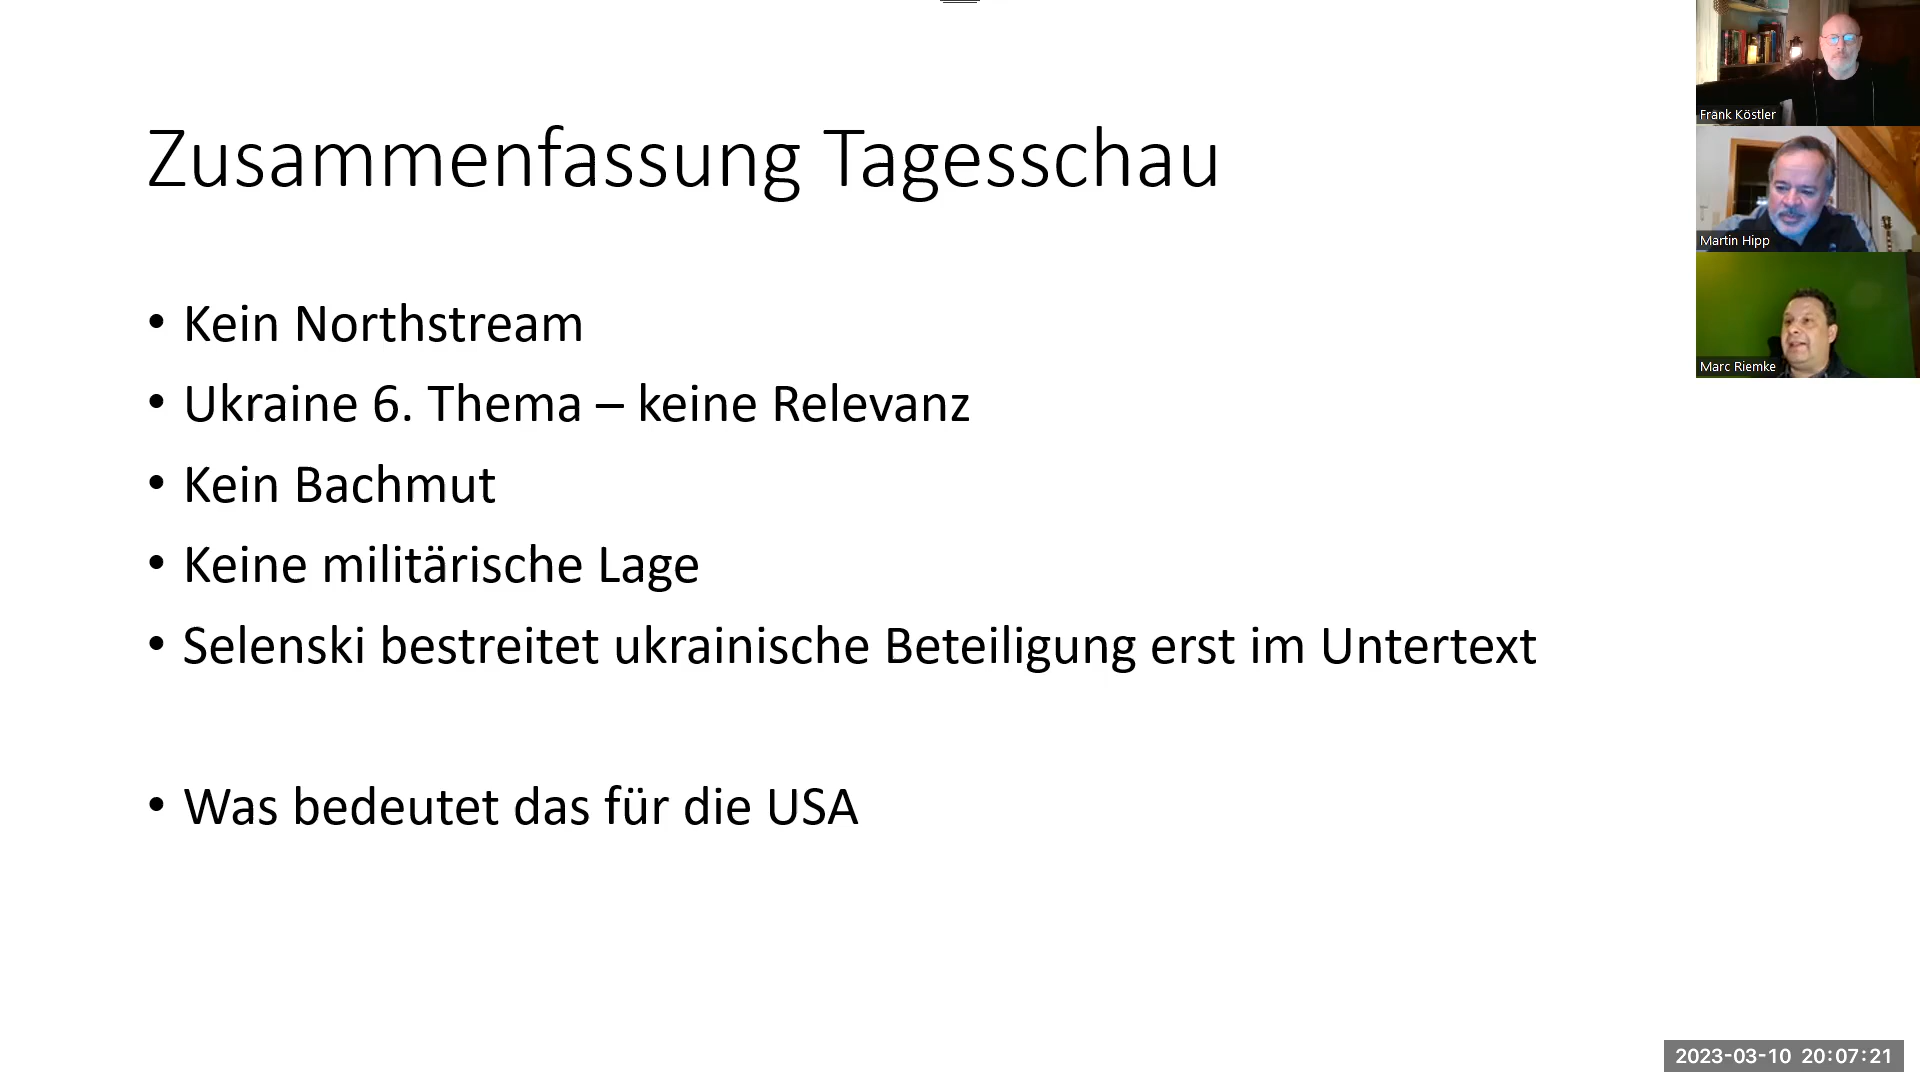 Zusammenfassung Tagesschau
• Kein Northstream
• Ukraine 6. Thema – keine Relevanz
• Kein Bachmut
• Keine militärische Lage
• Selenski bestreitet ukrainische Beteiligung erst im Untertext
• Was bedeutet das für die USA
Frank Köstler
Martin Hipp
Marc Riemke
2023-03-10 20:07:21